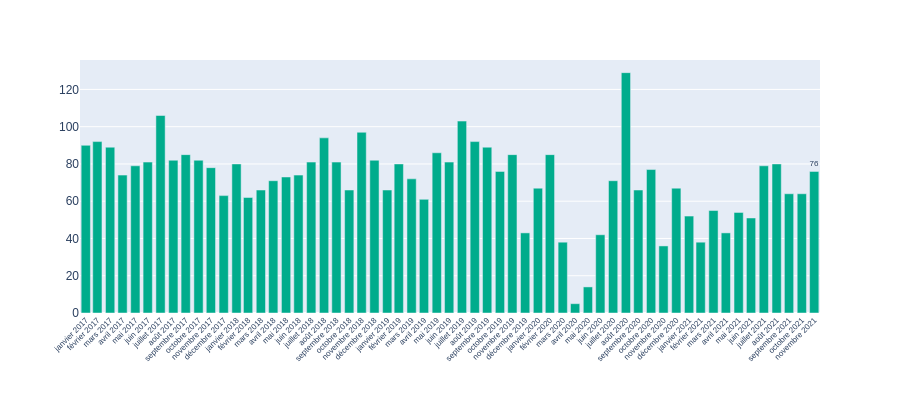 120
100
80
60
40
20
0
76
janvier 2017
février 2017
mars 2017
avril 2017
mai 2017
juin 2017
juillet 2017
août 2017
septembre 2017
octobre 2017
novembre 2017
décembre 2017
janvier 2018
février 2018
mars 2018
avril 2018
mai 2018
juin 2018
juillet 2018
août 2018
septembre 2018
octobre 2018
novembre 2018
décembre 2018
janvier 2019
février 2019
mars 2019
avril 2019
mai 2019
juin 2019
juillet 2019
août 2019
septembre 2019
octobre 2019
novembre 2019
décembre 2019
janvier 2020
février 2020
mars 2020
avril 2020
mai 2020
juin 2020
juillet 2020
août 2020
septembre 2020
octobre 2020
novembre 2020
décembre 2020
janvier 2021
février 2021
mars 2021
avril 2021
mai 2021
juin 2021
juillet 2021
août 2021
septembre 2021
octobre 2021
novembre 2021